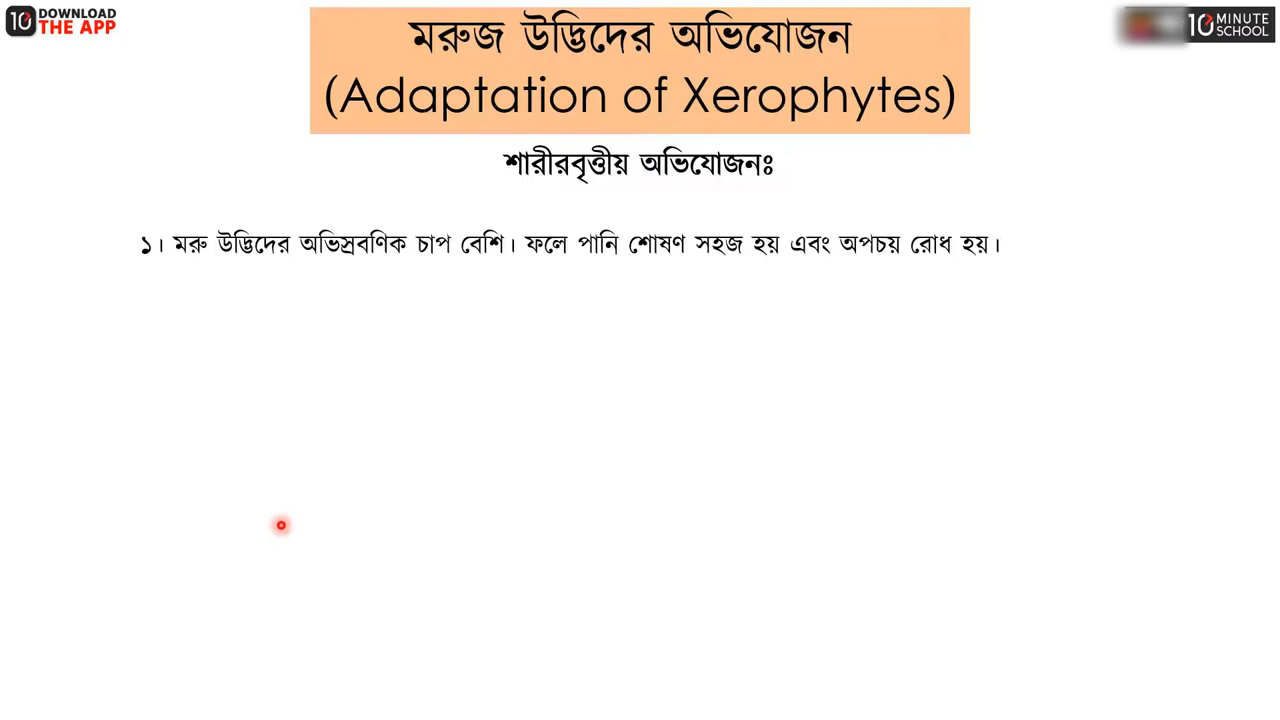 10 DOWNLOAD
THE APP
মরুজ উদ্ভিদের অভিযোজন
(Adaptation of Xerophytes)
10 MINUTE
SCHOOL
শারীরবৃত্তীয় অভিযোজনঃ
১। মরু উদ্ভিদের অভিস্রবণিক চাপ বেশি। ফলে পানি শোষণ সহজ হয় এবং অপচয় রোধ হয়।